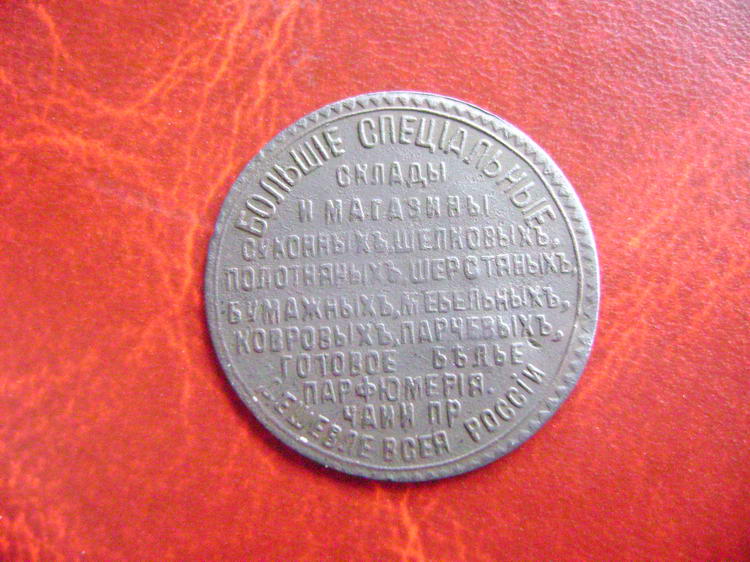 БОЛЬШІЕ СПЕЦІАЛЬНЫЕ
СКЛАДЫ
И МАГАЗИНЫ
СУКОННЫХЪ, ШЕЛКОВЫХЪ,
ПОЛОТНЯНЫХЪ, ШЕРСТЯНЫХЪ,
БУМАЖНЫХЪ, МЕБЕЛЬНЫХЪ,
КОВРОВЫХЪ, ПАРЧЕВЫХЪ,
ГОТОВОЕ БѢЛЬЕ
ПАРФЮМЕРІЯ.
ЧАИИ ПР
ДЕШЕВЛЕ ВСЕЯ РОССІИ